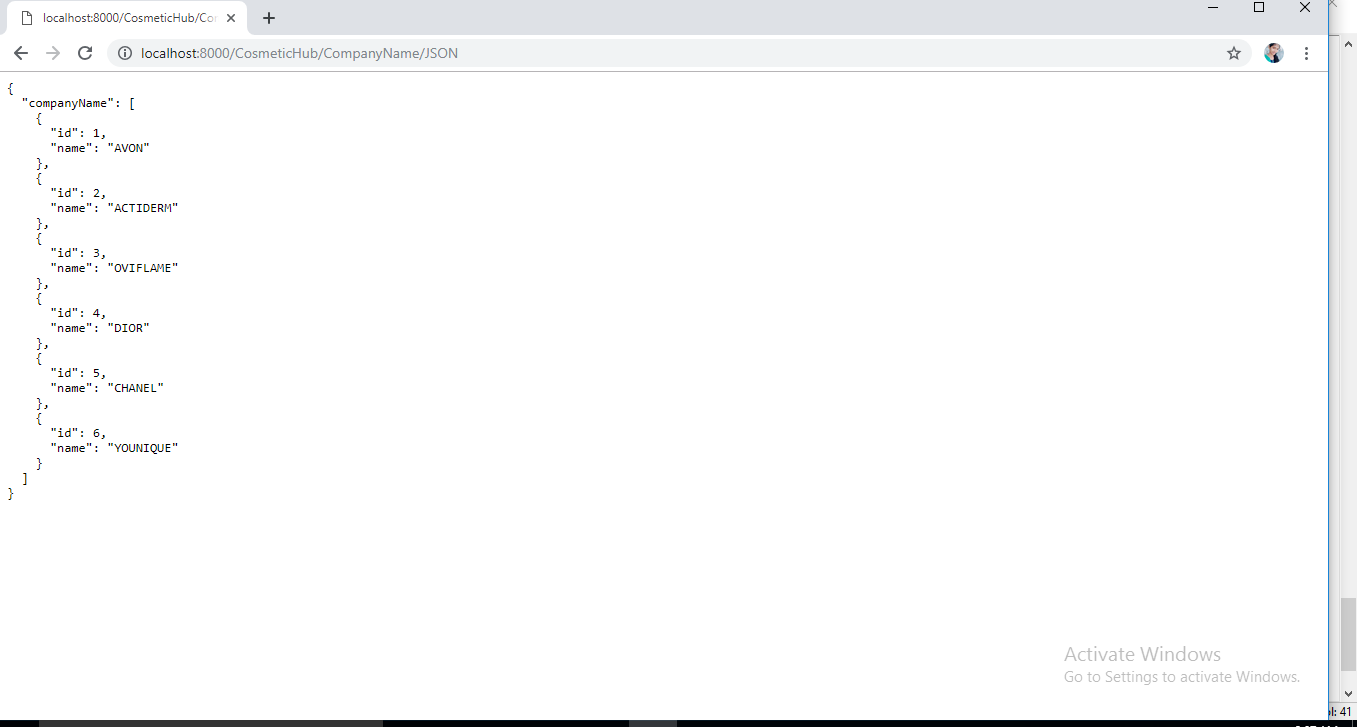 localhost:8000/CosmeticHub/Co
localhost:8000/CosmeticHub/CompanyName/JSON
{
  "companyName": [
    {
      "id": 1,
      "name": "AVON"
    },
    {
      "id": 2,
      "name": "ACTIDERM"
    },
    {
      "id": 3,
      "name": "OVIFLAME"
    },
    {
      "id": 4,
      "name": "DIOR"
    },
    {
      "id": 5,
      "name": "CHANEL"
    },
    {
      "id": 6,
      "name": "YOUNIQUE"
    }
  ]
}
Activate Windows
Go to Settings to activate Windows.
l: 41